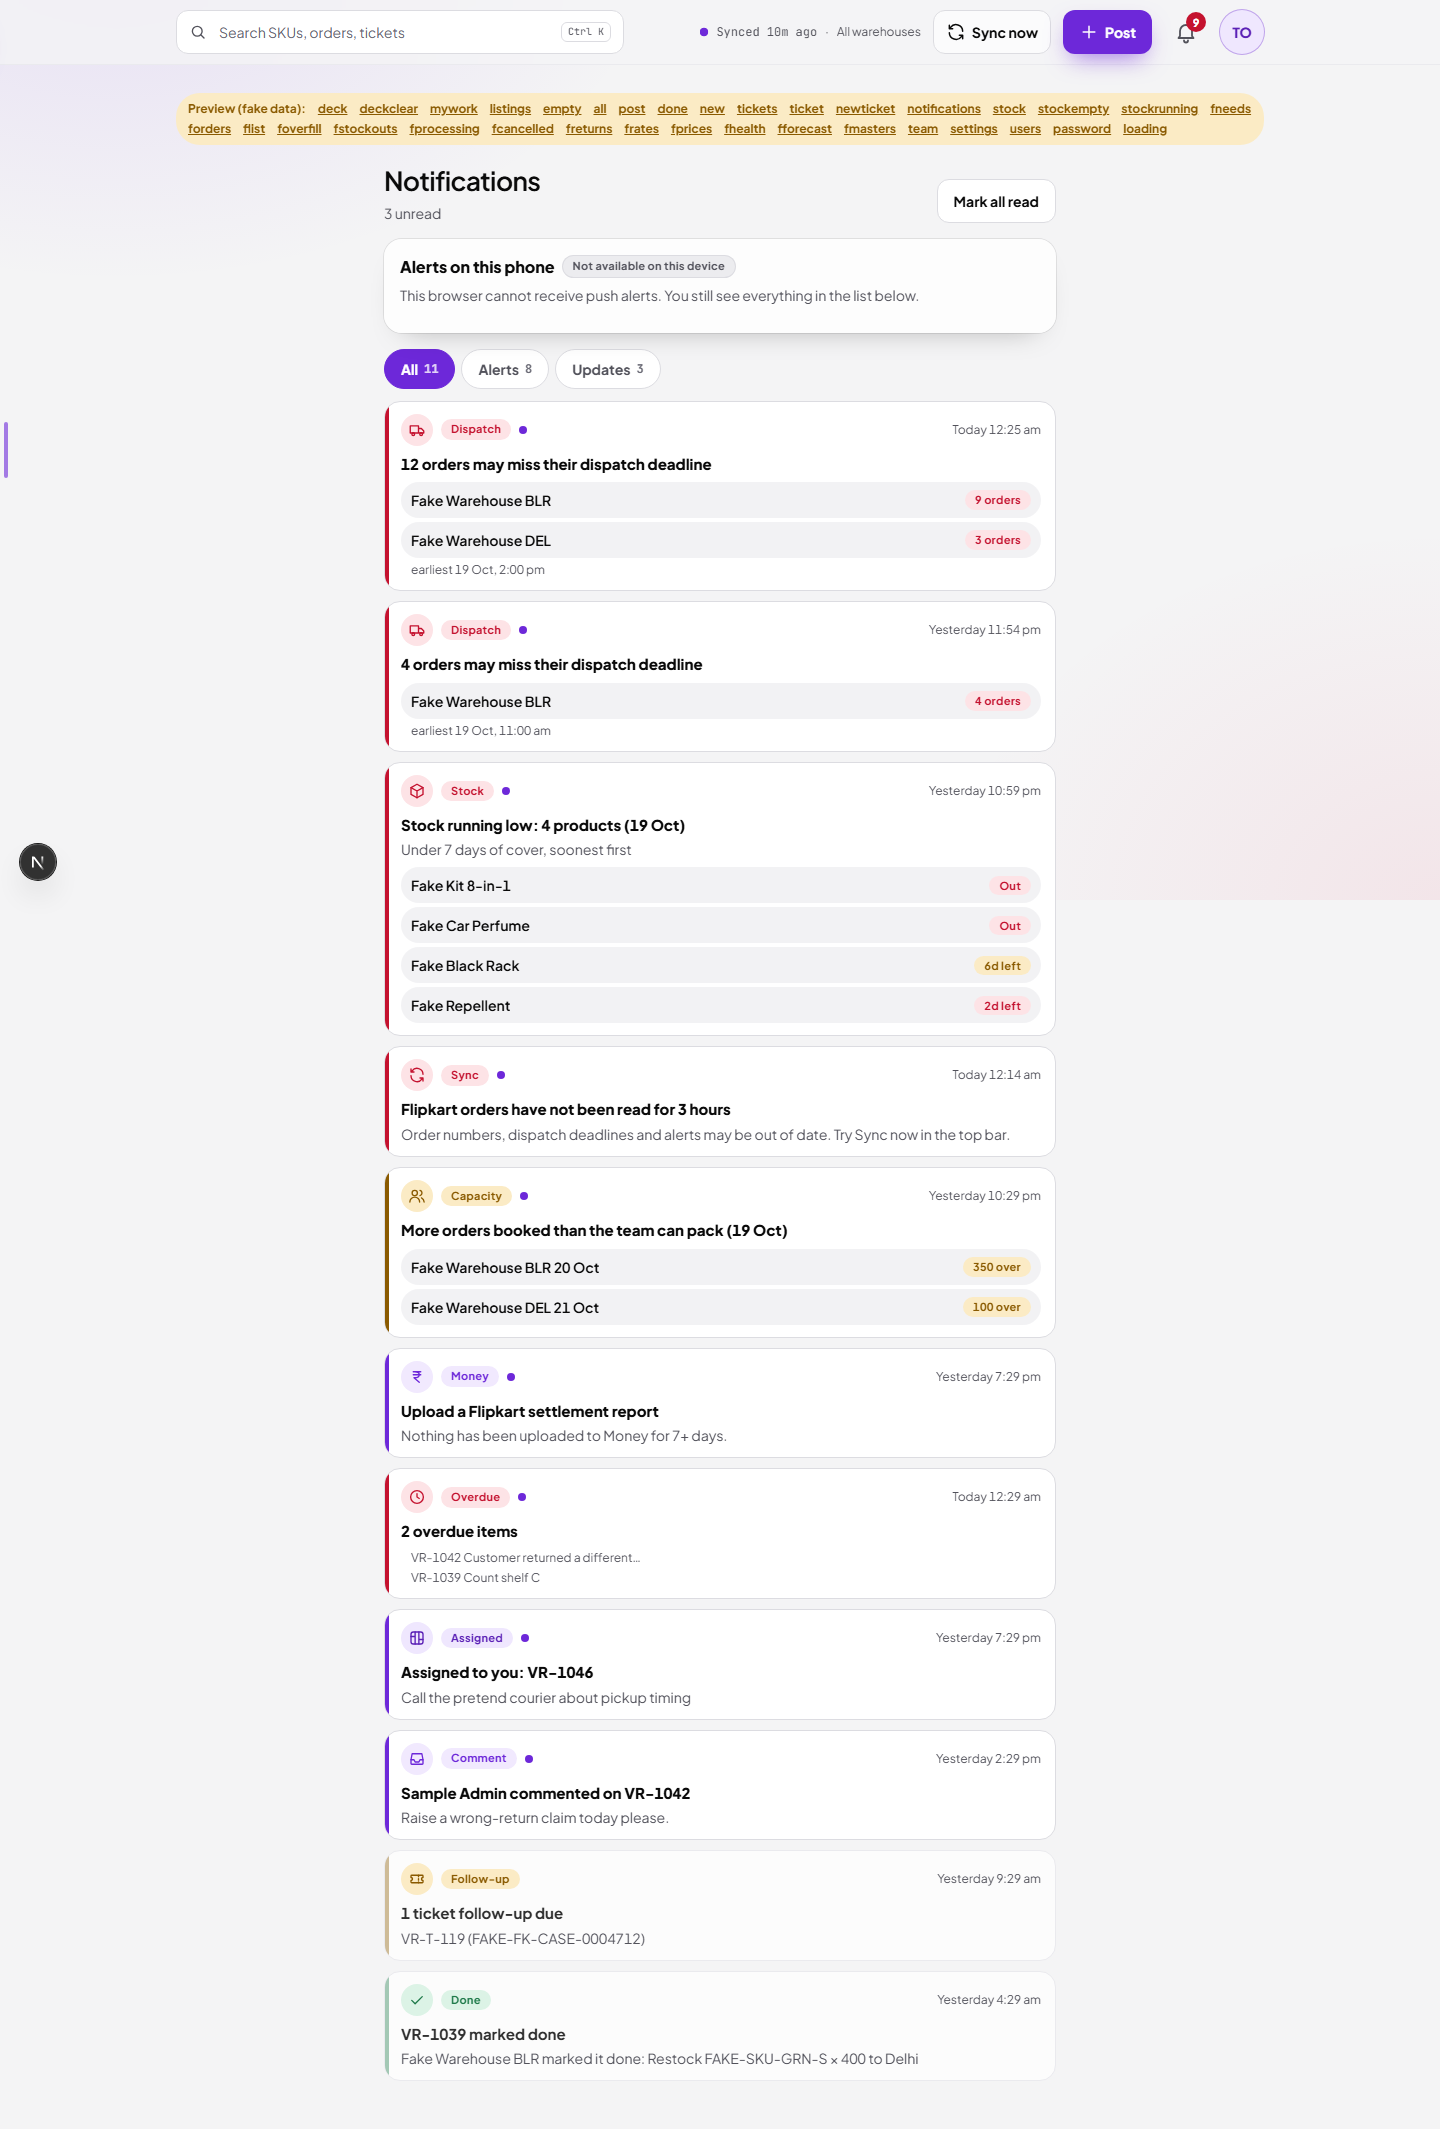 Search SKUs, orders, tickets Ctrl K Synced 10m ago · All warehouses Sync now Post 9 TO
Preview (fake data): deck deckclear mywork listings empty all post done new tickets ticket newticket notifications stock stockempty stockrunning fneeds
forders flist foverfill fstockouts fprocessing fcancelled freturns frates fprices fhealth fforecast fmasters team settings users password loading
Notifications
3 unread
Mark all read
Alerts on this phone Not available on this device
This browser cannot receive push alerts. You still see everything in the list below.
All 11 Alerts 8 Updates 3
Dispatch Today 12:25 am
12 orders may miss their dispatch deadline
Fake Warehouse BLR 9 orders
Fake Warehouse DEL 3 orders
earliest 19 Oct, 2:00 pm
Dispatch Yesterday 11:54 pm
4 orders may miss their dispatch deadline
Fake Warehouse BLR 4 orders
earliest 19 Oct, 11:00 am
Stock Yesterday 10:59 pm
Stock running low: 4 products (19 Oct)
Under 7 days of cover, soonest first
Fake Kit 8-in-1 Out
Fake Car Perfume Out
Fake Black Rack 6d left
Fake Repellent 2d left
Sync Today 12:14 am
Flipkart orders have not been read for 3 hours
Order numbers, dispatch deadlines and alerts may be out of date. Try Sync now in the top bar.
Capacity Yesterday 10:29 pm
More orders booked than the team can pack (19 Oct)
Fake Warehouse BLR 20 Oct 350 over
Fake Warehouse DEL 21 Oct 100 over
₹ Money Yesterday 7:29 pm
Upload a Flipkart settlement report
Nothing has been uploaded to Money for 7+ days.
Overdue Today 12:29 am
2 overdue items
VR-1042 Customer returned a different…
VR-1039 Count shelf C
Assigned Yesterday 7:29 pm
Assigned to you: VR-1046
Call the pretend courier about pickup timing
Comment Yesterday 2:29 pm
Sample Admin commented on VR-1042
Raise a wrong-return claim today please.
Follow-up Yesterday 9:29 am
1 ticket follow-up due
VR-T-119 (FAKE-FK-CASE-0004712)
Done Yesterday 4:29 am
VR-1039 marked done
Fake Warehouse BLR marked it done: Restock FAKE-SKU-GRN-S × 400 to Delhi